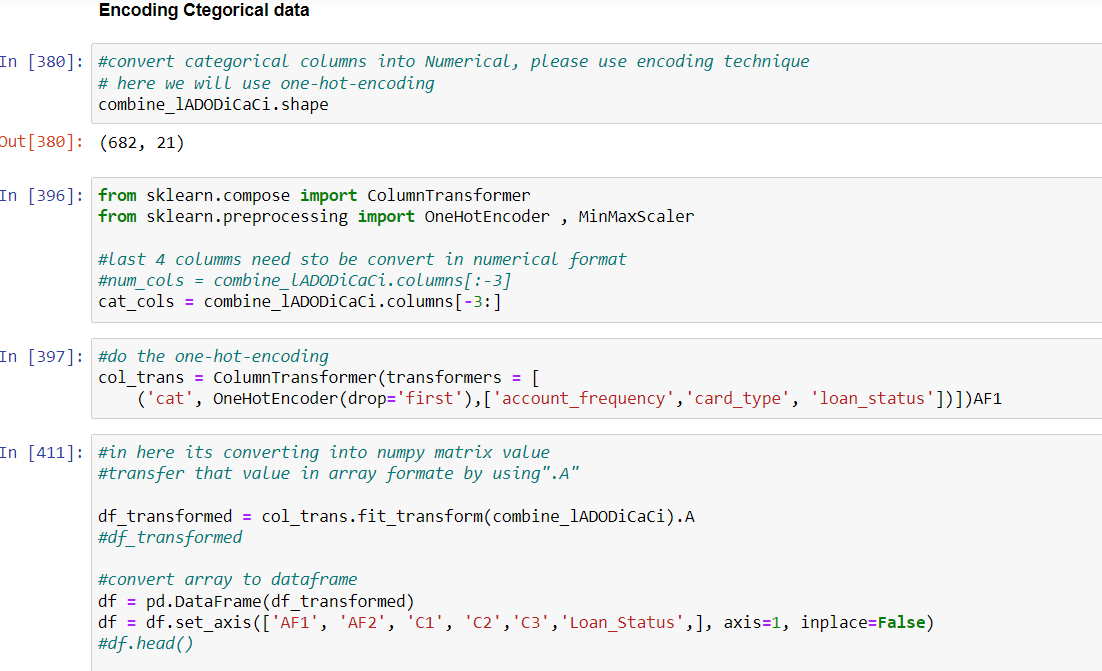 Encoding Ctegorical data
In [380]: #convert categorical columns into Numerical, please use encoding technique
# here we will use one-hot-encoding
combine_lADODiCaCi.shape
Out[380]: (682, 21)
In [396]: from sklearn.compose import ColumnTransformer
from sklearn.preprocessing import OneHotEncoder , MinMaxScaler
#last 4 columms need sto be convert in numerical format
#num_cols = combine_lADODiCaCi.columns[:-3]
cat_cols = combine_lADODiCaCi.columns[-3:]
In [397]: #do the one-hot-encoding
col_trans = ColumnTransformer(transformers = [
('cat', OneHotEncoder(drop='first'),['account_frequency','card_type', 'loan_status'])])AF1
In [411]: #in here its converting into numpy matrix value
#transfer that value in array formate by using".A"
df_transformed = col_trans.fit_transform(combine_lADODiCaCi).A
#df_transformed
#convert array to dataframe
df = pd.DataFrame(df_transformed)
df = df.set_axis(['AF1', 'AF2', 'C1', 'C2','C3','Loan_Status',], axis=1, inplace=False)
#df.head()